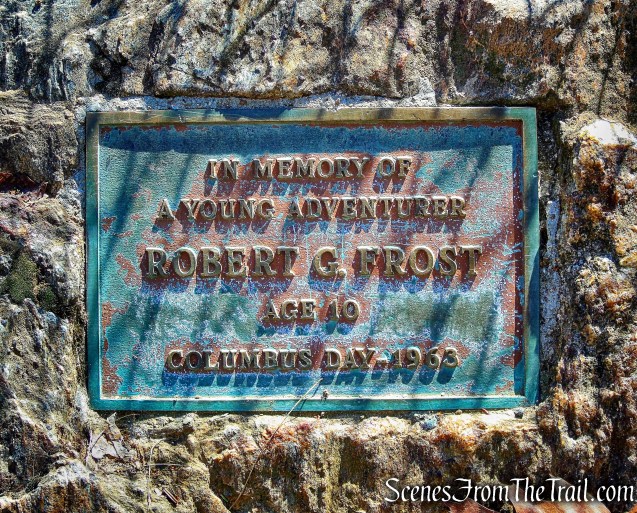 IN MEMORY OF
A YOUNG ADVENTURER
ROBERT G. FROST
AGE 10
COLUMBUS DAY-1963
ScenesFromTheTrail.com